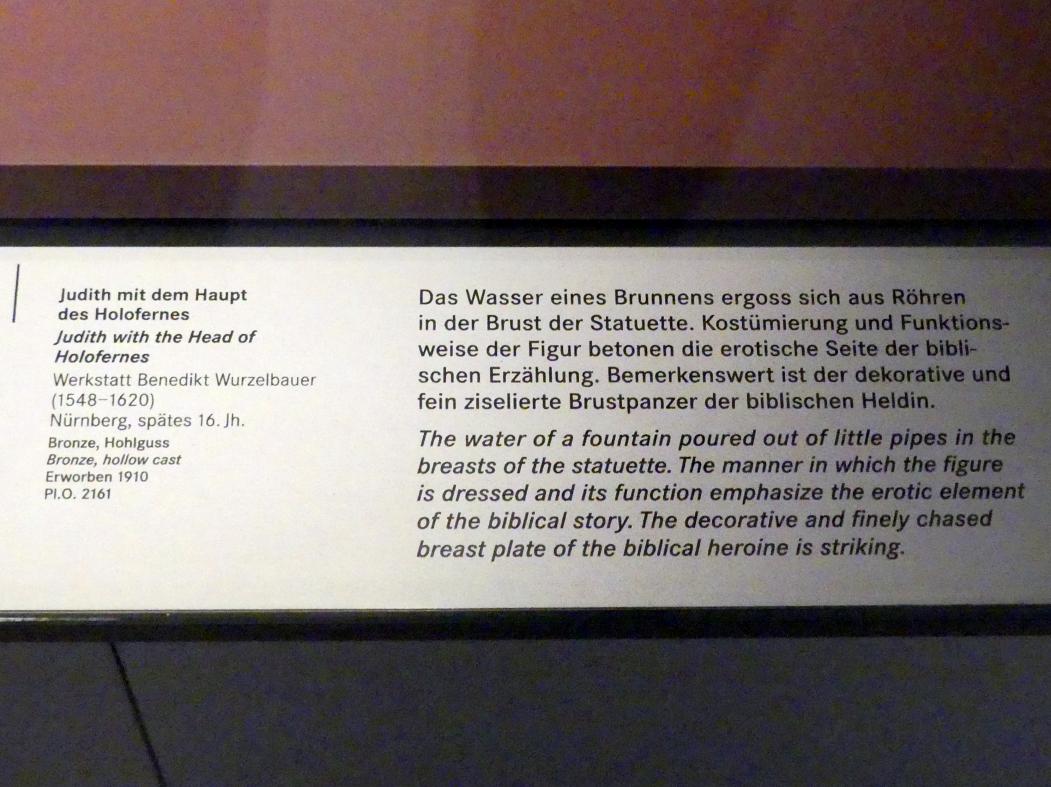 Judith mit dem Haupt
des Holofernes
Judith with the Head of
Holofernes
Werkstatt Benedikt Wurzelbauer
(1548–1620)
Nürnberg, spätes 16. Jh.
Bronze, Hohlguss
Bronze, hollow cast
Erworben 1910
Pl.O. 2161
Das Wasser eines Brunnens ergoss sich aus Röhren
in der Brust der Statuette. Kostümierung und Funktions-
weise der Figur betonen die erotische Seite der bibli-
schen Erzählung. Bemerkenswert ist der dekorative und
fein ziselierte Brustpanzer der biblischen Heldin.
The water of a fountain poured out of little pipes in the
breasts of the statuette. The manner in which the figure
is dressed and its function emphasize the erotic element
of the biblical story. The decorative and finely chased
breast plate of the biblical heroine is striking.